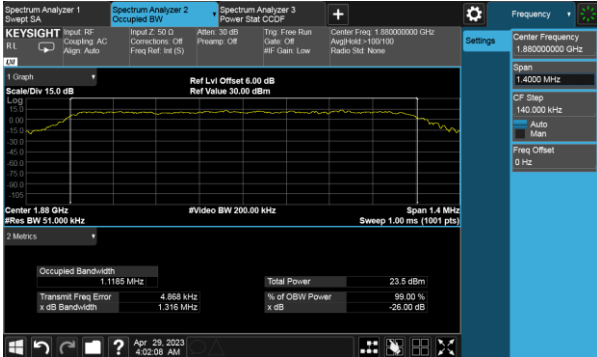 Spectrum Analyzer 1
Swept SA
Spectrum Analyzer 2
Occupied BW
Spectrum Analyzer 3
Power Stat CCDF
+
Frequency
KEYSIGHT
RL
LXI
Input: RF
Coupling: AC
Align: Auto
Input Z: 50 Ω
Corrections: Off
Freq Ref: Int (S)
Atten: 30 dB
Preamp: Off
Trig: Free Run
Gate: Off
#IF Gain: Low
Center Freq: 1.880000000 GHz
Avg|Hold:>100/100
Radio Std: None
Settings
Center Frequency
1.880000000 GHz
Span
1.4000 MHz
CF Step
140.000 kHz
Auto
Man
Freq Offset
0 Hz
1 Graph
Scale/Div 15.0 dB
Ref Lvl Offset 6.00 dB
Ref Value 30.00 dBm
Log
15.0
0.00
-15.0
-30.0
-45.0
-60.0
-75.0
-90.0
-105
Center 1.88 GHz
#Res BW 51.000 kHz
#Video BW 200.00 kHz
Span 1.4 MHz
Sweep 1.00 ms (1001 pts)
2 Metrics
Occupied Bandwidth
1.1185 MHz
Total Power
23.5 dBm
Transmit Freq Error
4.868 kHz
% of OBW Power
99.00 %
x dB Bandwidth
1.316 MHz
x dB
-26.00 dB
?
Apr 29, 2023
4:02:08 AM